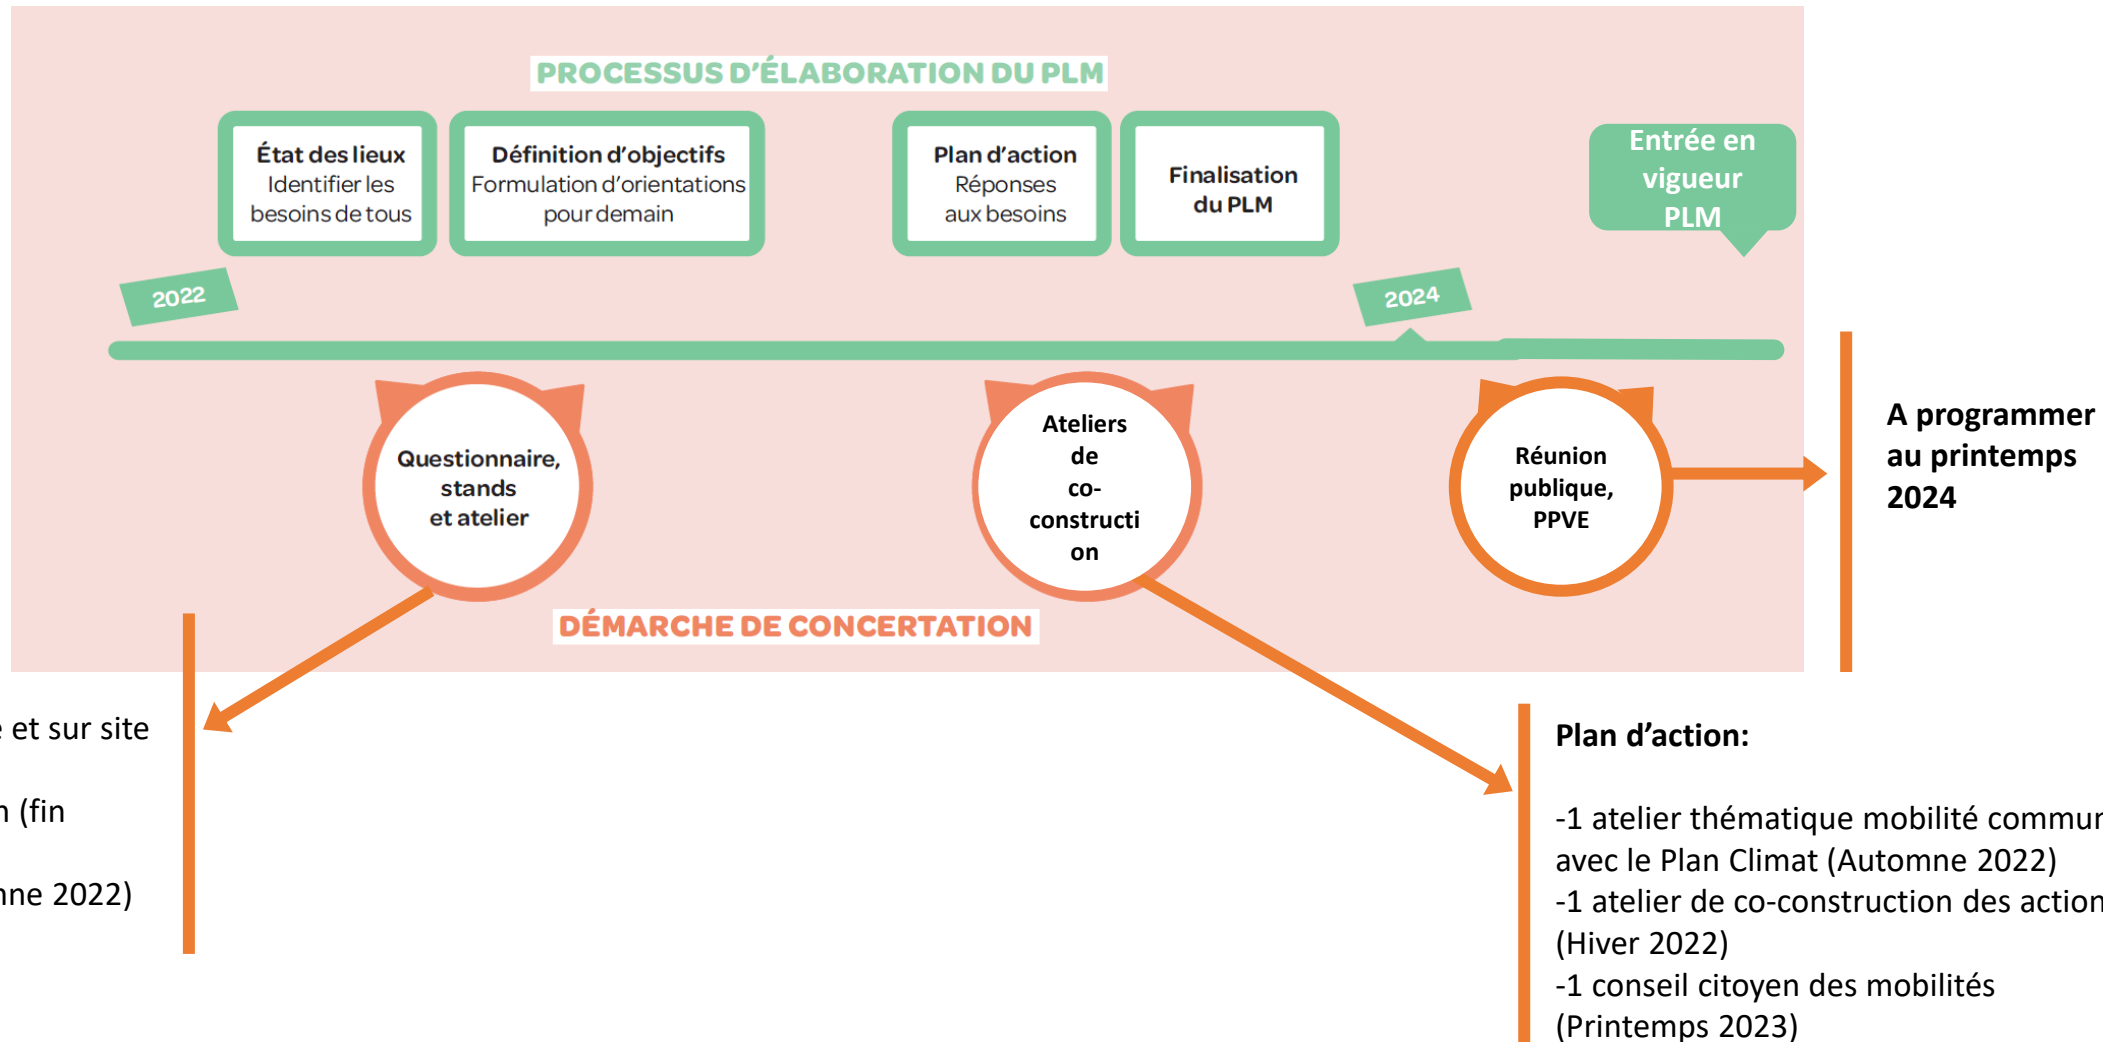 PROCESSUS D'ÉLABORATION DU PLM
État des lieux
Identifier les
besoins de tous
Définition d'objectifs
Formulation d'orientations
pour demain
Plan d'action
Réponses
aux besoins
Finalisation
du PLM
Entrée en
vigueur
PLM
2022
2024
Questionnaire,
stands
et atelier
Ateliers
de
co-
constructi
on
Réunion
publique,
PPVE
A programmer
au printemps
2024
DÉMARCHE DE CONCERTATION
et sur site
(fin
2022)
Plan d’action:
-1 atelier thématique mobilité commun
avec le Plan Climat (Automne 2022)
-1 atelier de co-construction des action
(Hiver 2022)
-1 conseil citoyen des mobilités
(Printemps 2023)